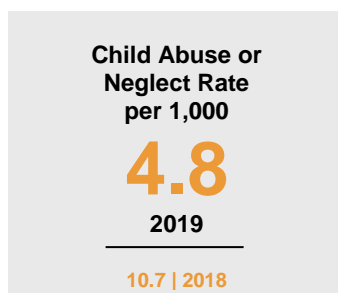 Child Abuse or
Neglect Rate
per 1,000
4.8
2019
10.7 | 2018